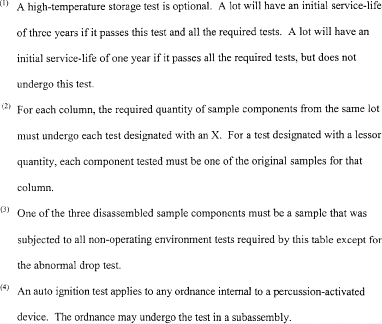 (1) A high-temperature storage test is optional. A lot will have an initial service-life
of three years if it passes this test and all the required tests. A lot will have an
initial service-life of one year if it passes all the required tests, but does not
undergo this test.
(2) For each column, the required quantity of sample components from the same lot
must undergo each test designated with an X. For a test designated with a lessor
quantity, each component tested must be one of the original samples for that
column.
(3) One of the three disassembled sample components must be a sample that was
subjected to all non-operating environment tests required by this table except for
the abnormal drop test.
(4) An auto ignition test applies to any ordnance internal to a percussion-activated
device. The ordnance may undergo the test in a subassembly.